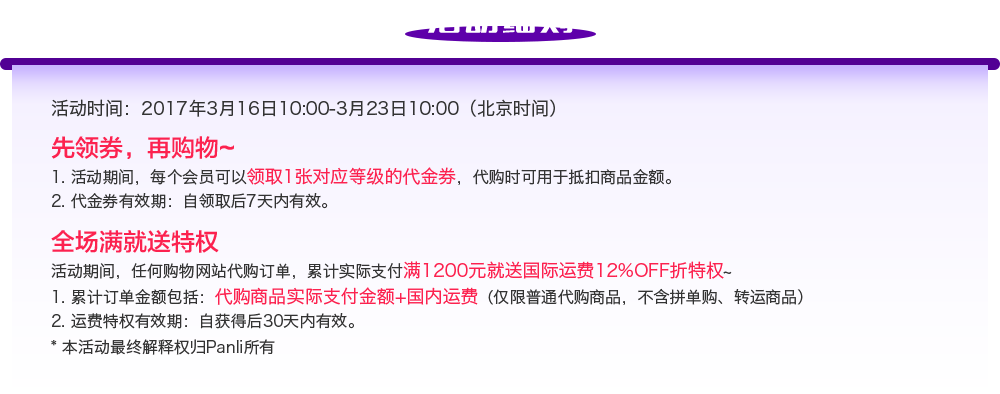 活动细则
活动时间：2017年3月16日10:00-3月23日10:00（北京时间）
先领券，再购物~
1. 活动期间，每个会员可以领取1张对应等级的代金券，代购时可用于抵扣商品金额。
2. 代金券有效期：自领取后7天内有效。
全场满就送特权
活动期间，任何购物网站代购订单，累计实际支付满1200元就送国际运费12%OFF折特权~
1. 累计订单金额包括：代购商品实际支付金额+国内运费（仅限普通代购商品，不含拼单购、转运商品）
2. 运费特权有效期：自获得后30天内有效。
* 本活动最终解释权归Panli所有